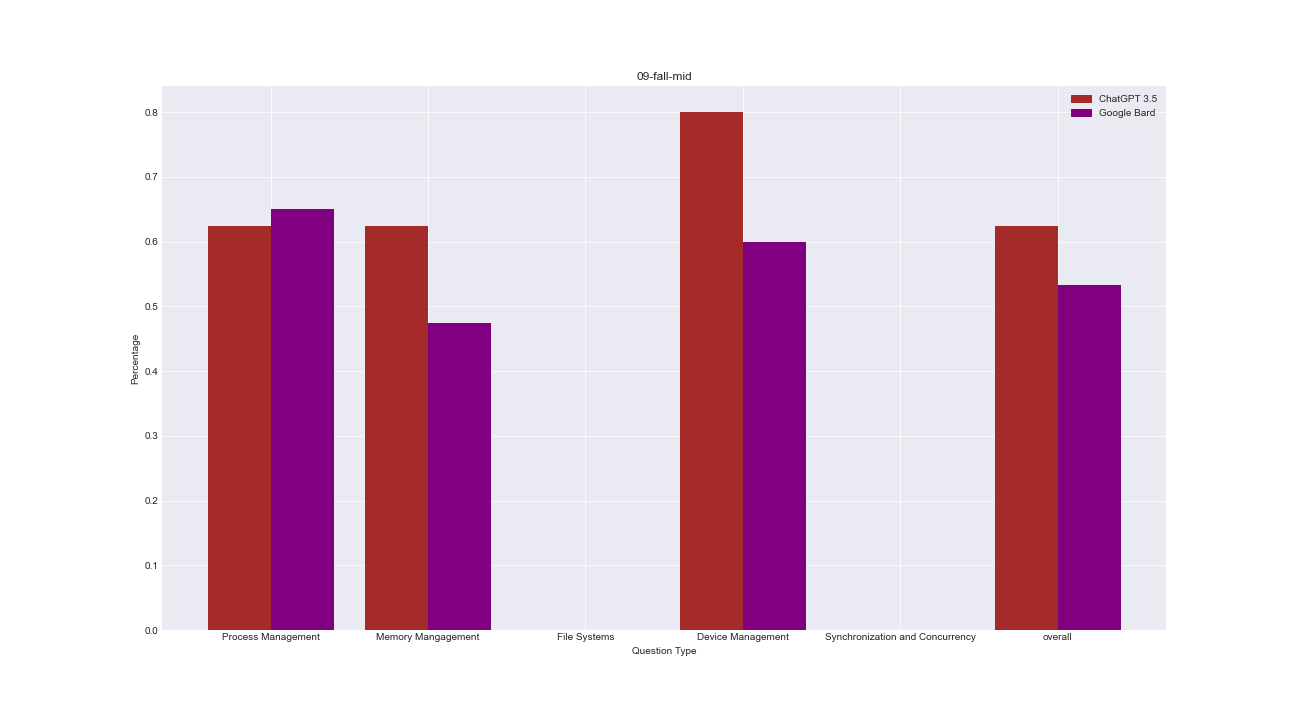 09-fall-mid
ChatGPT 3.5
Google Bard
0.8
0.7
0.6
0.5
0.4
0.3
0.2
0.1
0.0
Percentage
Process Management Memory Mangagement File Systems Device Management Synchronization and Concurrency overall
Question Type